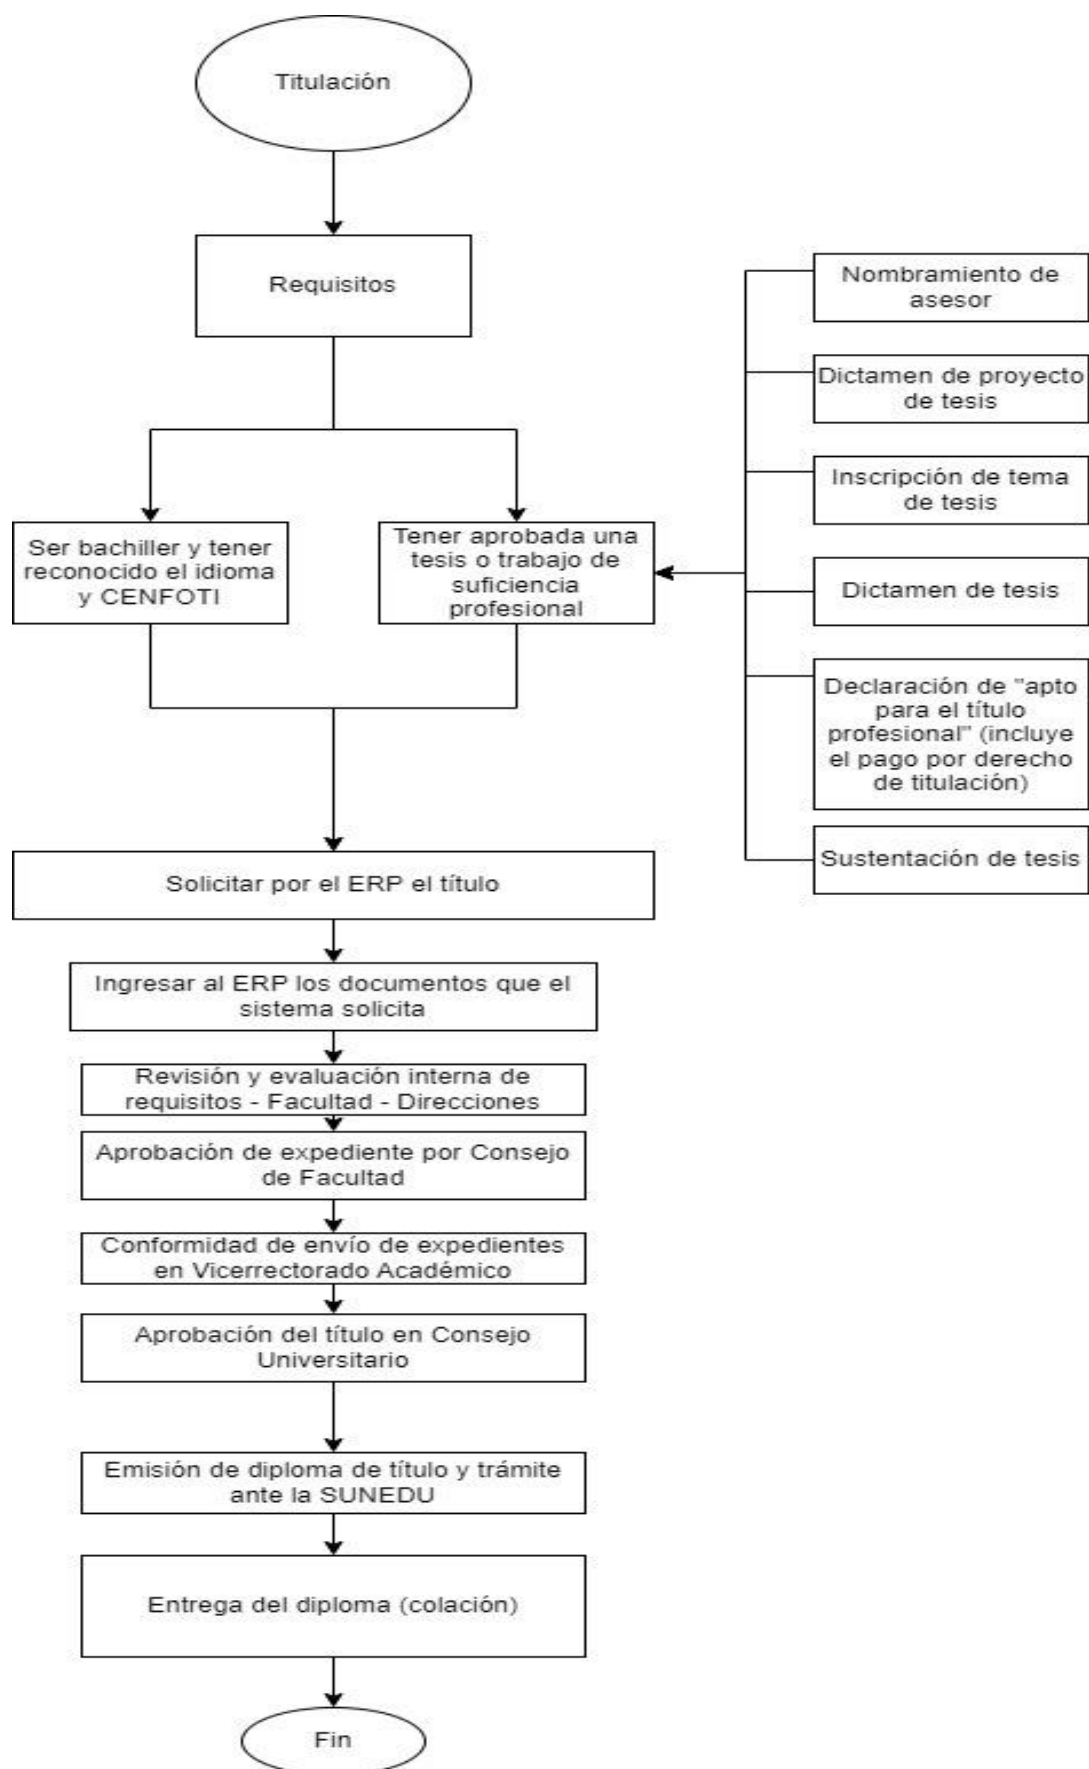 Titulación
Requisitos
Ser bachiller y tener
reconocido el idioma
y CENFOTI
Tener aprobada una
tesis o trabajo de
suficiencia
profesional
Nombramiento de
asesor
Dictamen de proyecto
de tesis
Inscripción de tema
de tesis
Dictamen de tesis
Declaración de "apto
para el título
profesional" (incluye
el pago por derecho
de titulación)
Sustentación de tesis
Solicitar por el ERP el título
Ingresar al ERP los documentos que el
sistema solicita
Revisión y evaluación interna de
requisitos - Facultad - Direcciones
Aprobación de expediente por Consejo
de Facultad
Conformidad de envío de expedientes
en Vicerrectorado Académico
Aprobación del título en Consejo
Universitario
Emisión de diploma de título y trámite
ante la SUNEDU
Entrega del diploma (colación)
Fin